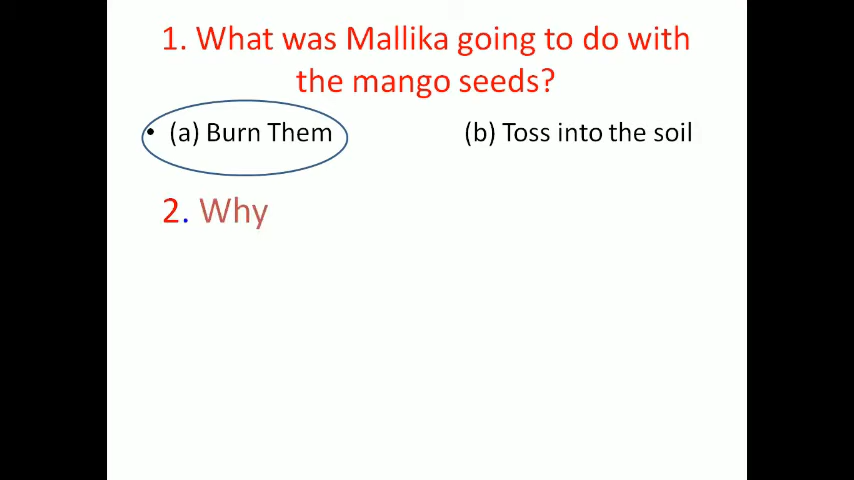 1. What was Mallika going to do with
the mango seeds?
• (a) Burn Them (b) Toss into the soil
2. Why